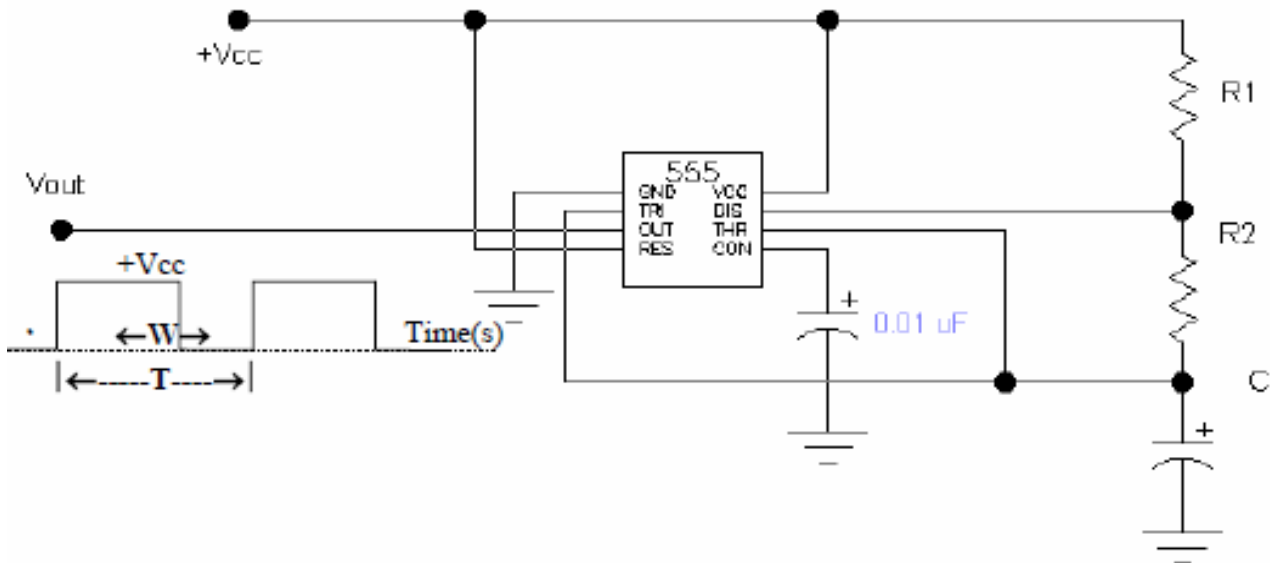 +Vcc
R1
555
GND VCC
TRI DIS
OUT THR
RES CON
Vout
R2
+Vcc
+
0.01 uF
←W→
Time(s)
|←-----T----→|
C
+